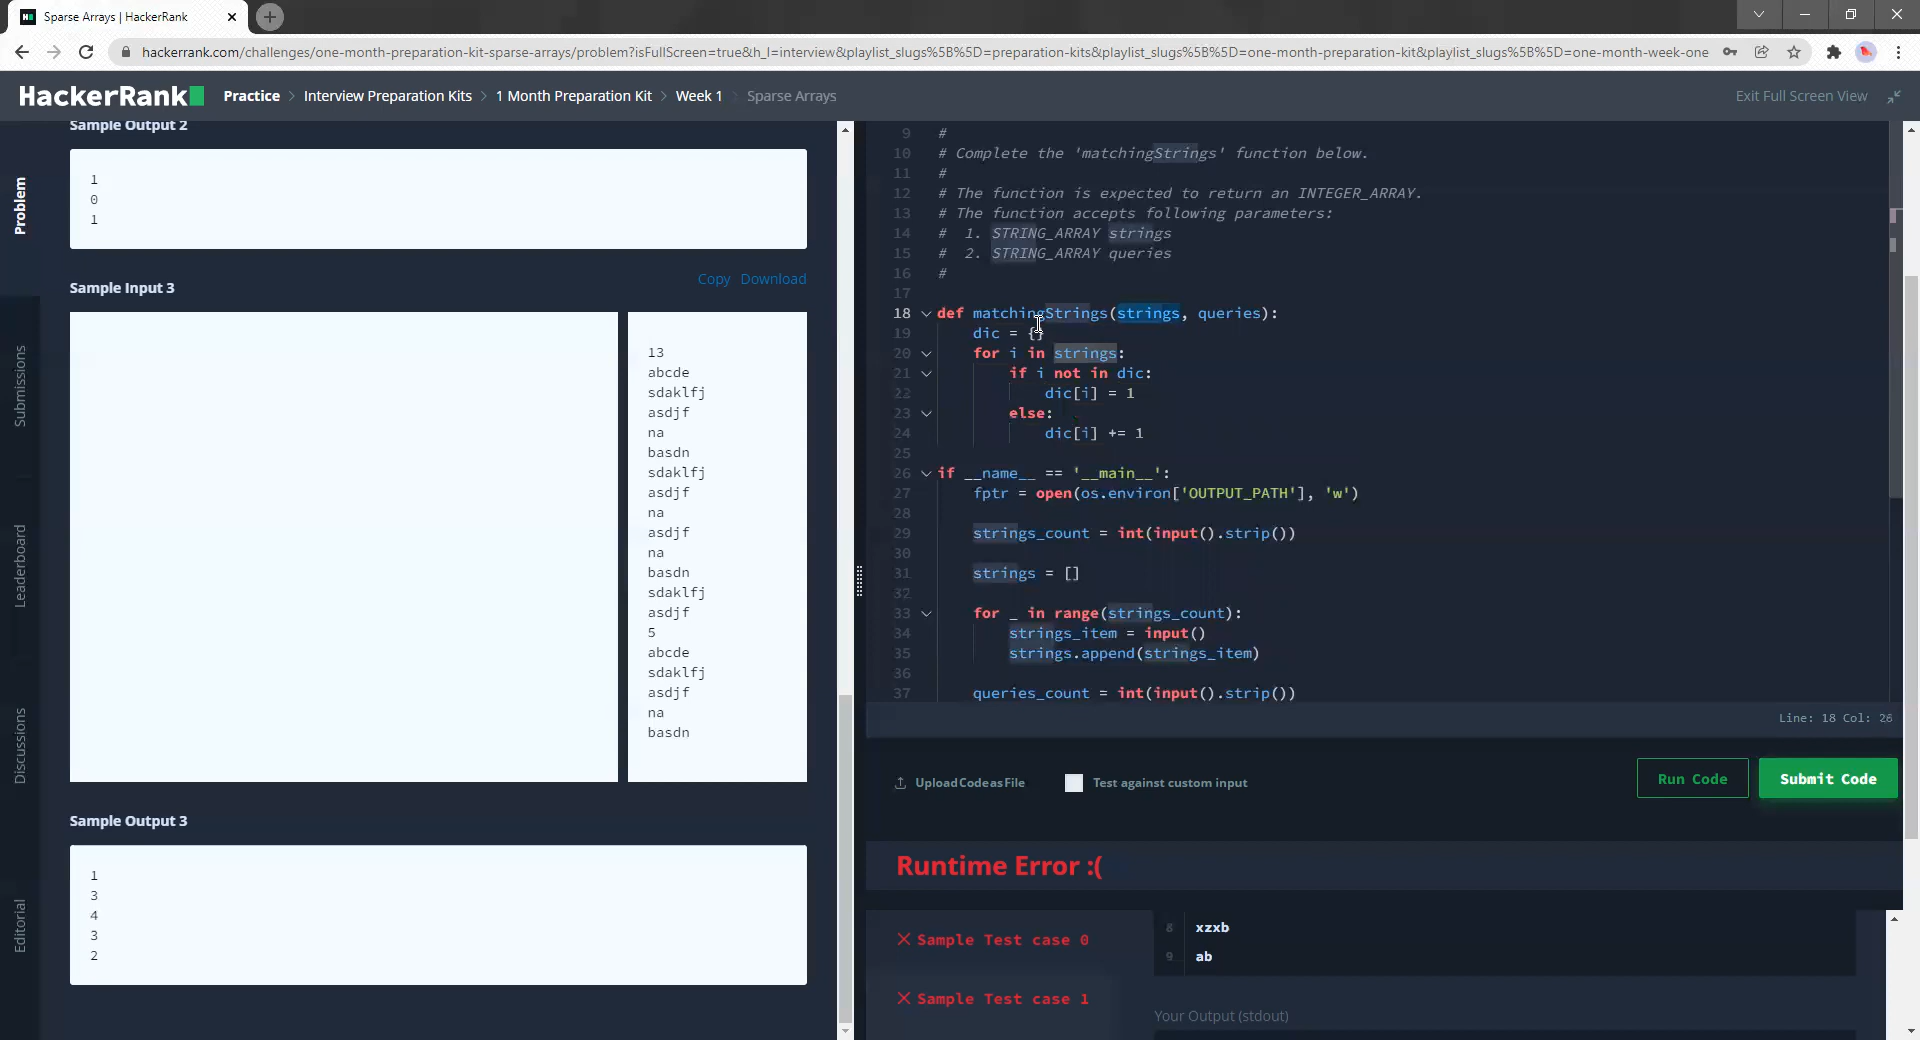 Sparse Arrays | HackerRank
hackerrank.com/challenges/one-month-preparation-kit-sparse-arrays/problem?isFullScreen=true&h_l=interview&playlist_slugs%5B%5D=preparation-kits&playlist_slugs%5B%5D=one-month-preparation-kit&playlist_slugs%5B%5D=one-month-week-one
HackerRank
Practice > Interview Preparation Kits > 1 Month Preparation Kit > Week 1 > Sparse Arrays
Exit Full Screen View
Problem
Submissions
Leaderboard
Discussions
Editorial
Sample Output 2
1
0
1
Sample Input 3
Copy Download
13
abcde
sdaklfj
asdjf
na
basdn
sdaklfj
asdjf
na
asdjf
na
basdn
sdaklfj
asdjf
5
abcde
sdaklfj
asdjf
na
basdn
Sample Output 3
1
3
4
3
2
9 #
10 # Complete the 'matchingStrings' function below.
11 #
12 # The function is expected to return an INTEGER_ARRAY.
13 # The function accepts following parameters:
14 #  1. STRING_ARRAY strings
15 #  2. STRING_ARRAY queries
16 #
17
18 def matchingStrings(strings, queries):
19     dic = {}
20     for i in strings:
21         if i not in dic:
22             dic[i] = 1
23         else:
24             dic[i] += 1
25
26 if __name__ == '__main__':
27     fptr = open(os.environ['OUTPUT_PATH'], 'w')
28
29     strings_count = int(input().strip())
30
31     strings = []
32
33     for _ in range(strings_count):
34         strings_item = input()
35         strings.append(strings_item)
36
37     queries_count = int(input().strip())
Line: 18 Col: 26
Upload Code as File
Test against custom input
Run Code
Submit Code
Runtime Error :(
Sample Test case 0
Sample Test case 1
8 xzxb
9 ab
Your Output (stdout)